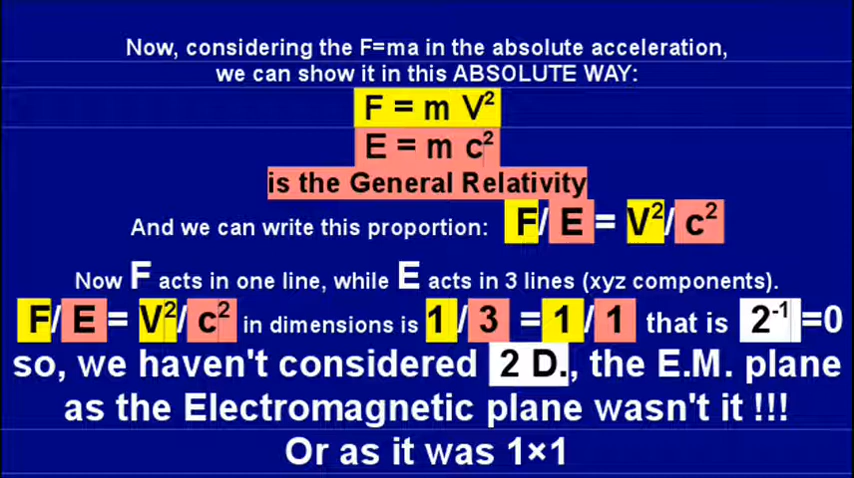 Now, considering the F=ma in the absolute acceleration,
we can show it in this ABSOLUTE WAY:
F = m V²
E = m c²
is the General Relativity
And we can write this proportion: F/E = V²/c²
Now F acts in one line, while E acts in 3 lines (xyz components).
F/E = V²/c² in dimensions is 1/3 = 1/1 that is 2⁻¹=0
so, we haven't considered 2 D., the E.M. plane
as the Electromagnetic plane wasn't it !!!
Or as it was 1×1